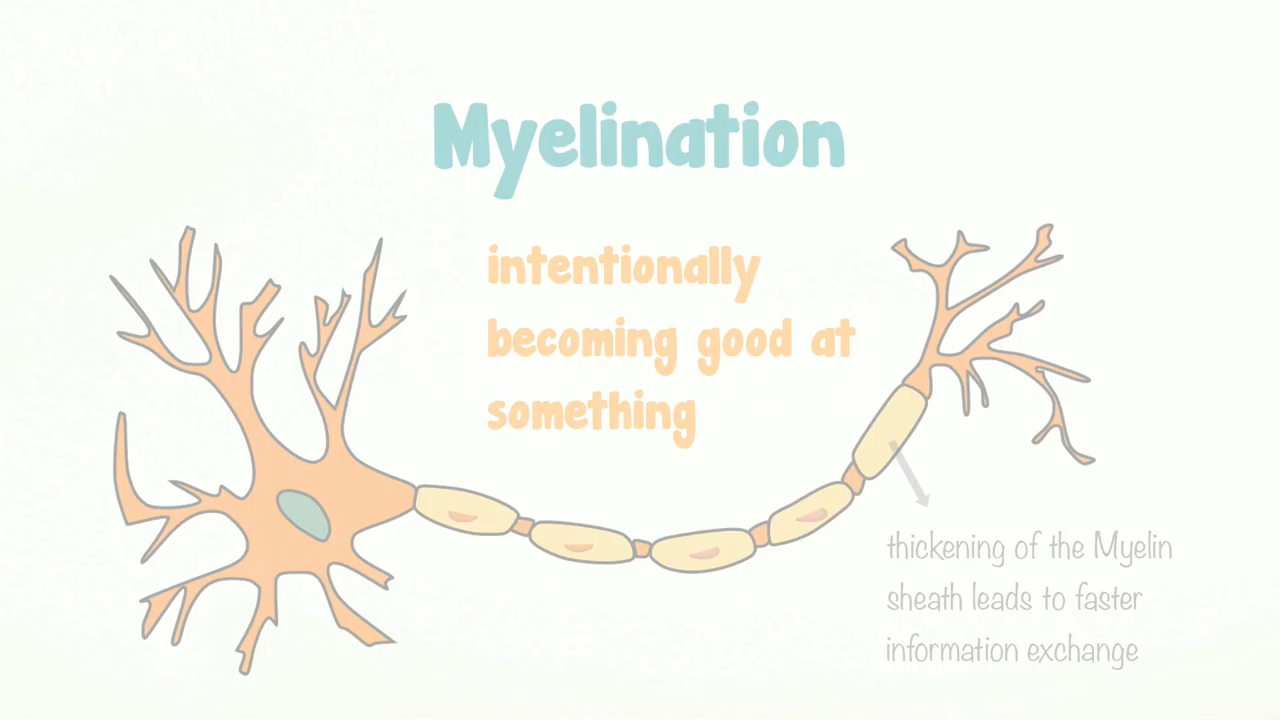 Myelination
intentionally
becoming good at
something
thickening of the Myelin
sheath leads to faster
information exchange